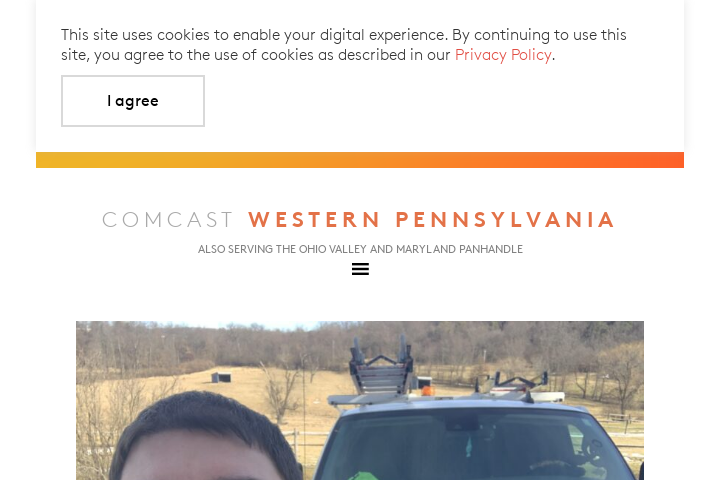 This site uses cookies to enable your digital experience. By continuing to use this
site, you agree to the use of cookies as described in our Privacy Policy.
I agree
COMCAST WESTERN PENNSYLVANIA
ALSO SERVING THE OHIO VALLEY AND MARYLAND PANHANDLE